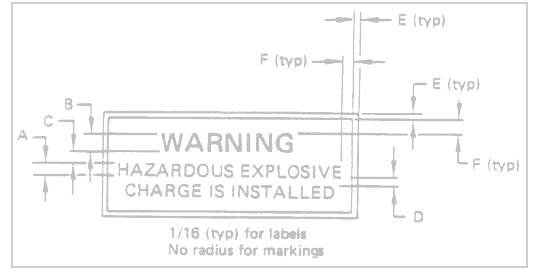 E (typ)
F (typ)
E (typ)
B
C
A
WARNING
HAZARDOUS EXPLOSIVE
CHARGE IS INSTALLED
F (typ)
D
1/16 (typ) for labels
No radius for markings